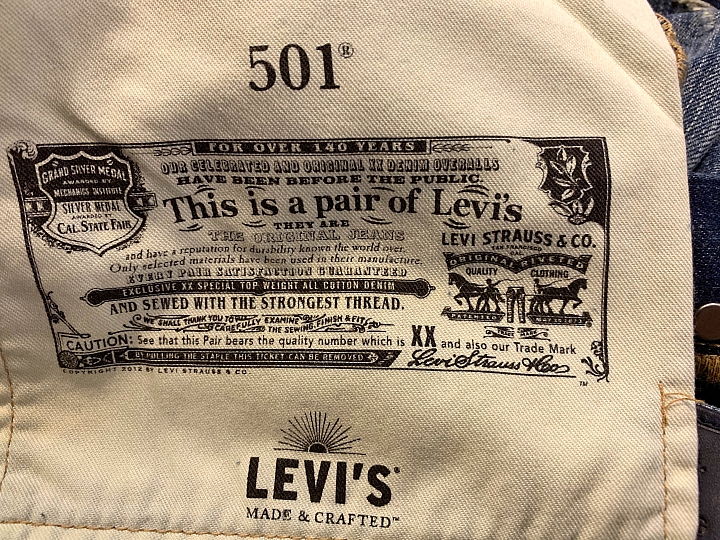 501®
FOR OVER 140 YEARS
OUR CELEBRATED AND ORIGINAL XX DENIM OVERALLS
HAVE BEEN BEFORE THE PUBLIC.
This is a pair of Levi's
THEY ARE
THE ORIGINAL JEANS
and have a reputation for durability known the world over.
Only selected materials have been used in their manufacture.
EVERY PAIR SATISFACTION GUARANTEED
EXCLUSIVE XX SPECIAL TOP WEIGHT ALL COTTON DENIM
AND SEWED WITH THE STRONGEST THREAD.
WE SHALL THANK YOU TO
CAREFULLY EXAMINE
THE SEWING, FINISH & FIT
CAUTION: See that this Pair bears the quality number which is XX and also our Trade Mark
BY PULLING THE STAPLE THIS TICKET CAN BE REMOVED
Levi Strauss & Co
GRAND SILVER MEDAL
AWARDED BY
MECHANICS INSTITUTE
SILVER MEDAL
AWARDED BY
CAL. STATE FAIR
LEVI STRAUSS & CO.
SAN FRANCISCO
CAL.
ORIGINAL RIVETED
QUALITY CLOTHING
COPYRIGHT 2012 BY LEVI STRAUSS & CO.
TM
LEVI'S®
MADE & CRAFTED™